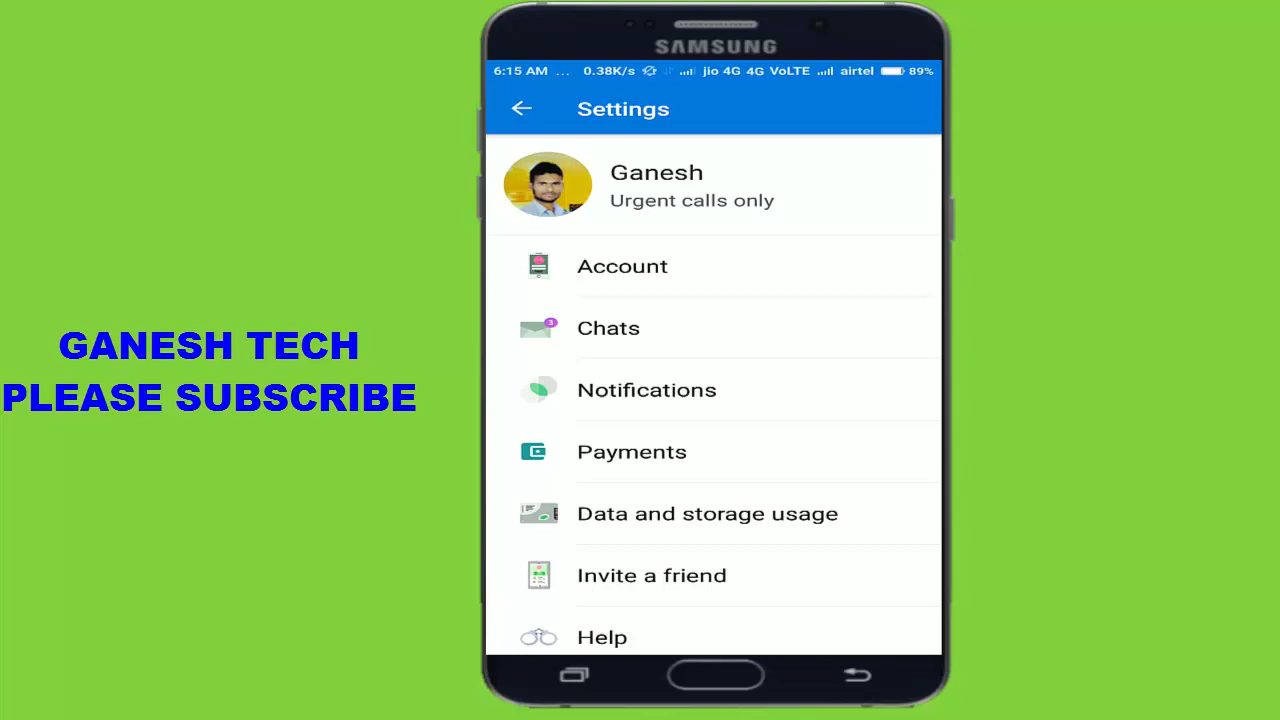 SAMSUNG
6:15 AM ... 0.38K/s jio 4G 4G VoLTE airtel 89%
Settings
Ganesh
Urgent calls only
Account
3
Chats
Notifications
Payments
Data and storage usage
Invite a friend
Help
GANESH TECH
PLEASE SUBSCRIBE